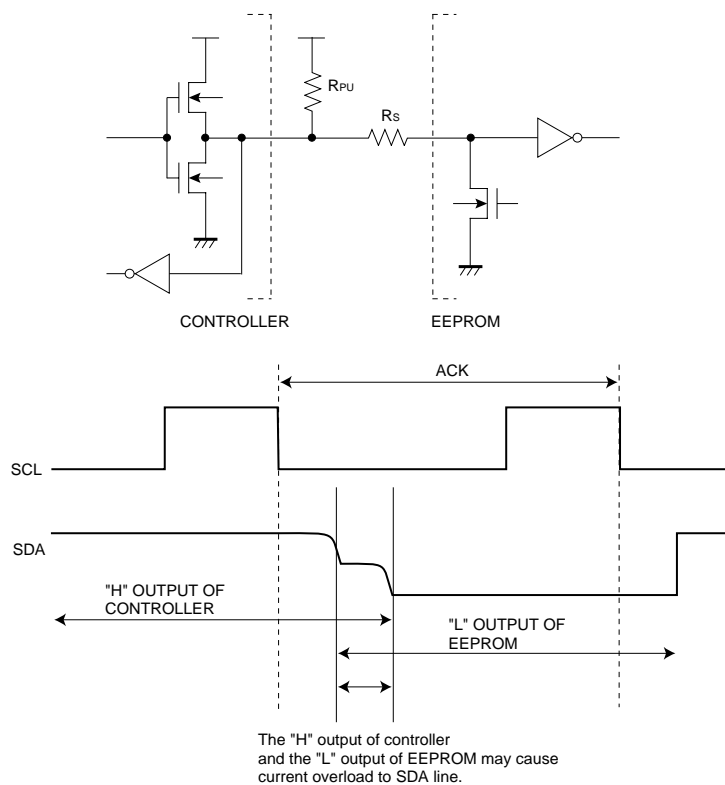 RPU
RS
CONTROLLER
EEPROM
ACK
SCL
SDA
"H" OUTPUT OF
CONTROLLER
"L" OUTPUT OF
EEPROM
The "H" output of controller
and the "L" output of EEPROM may cause
current overload to SDA line.